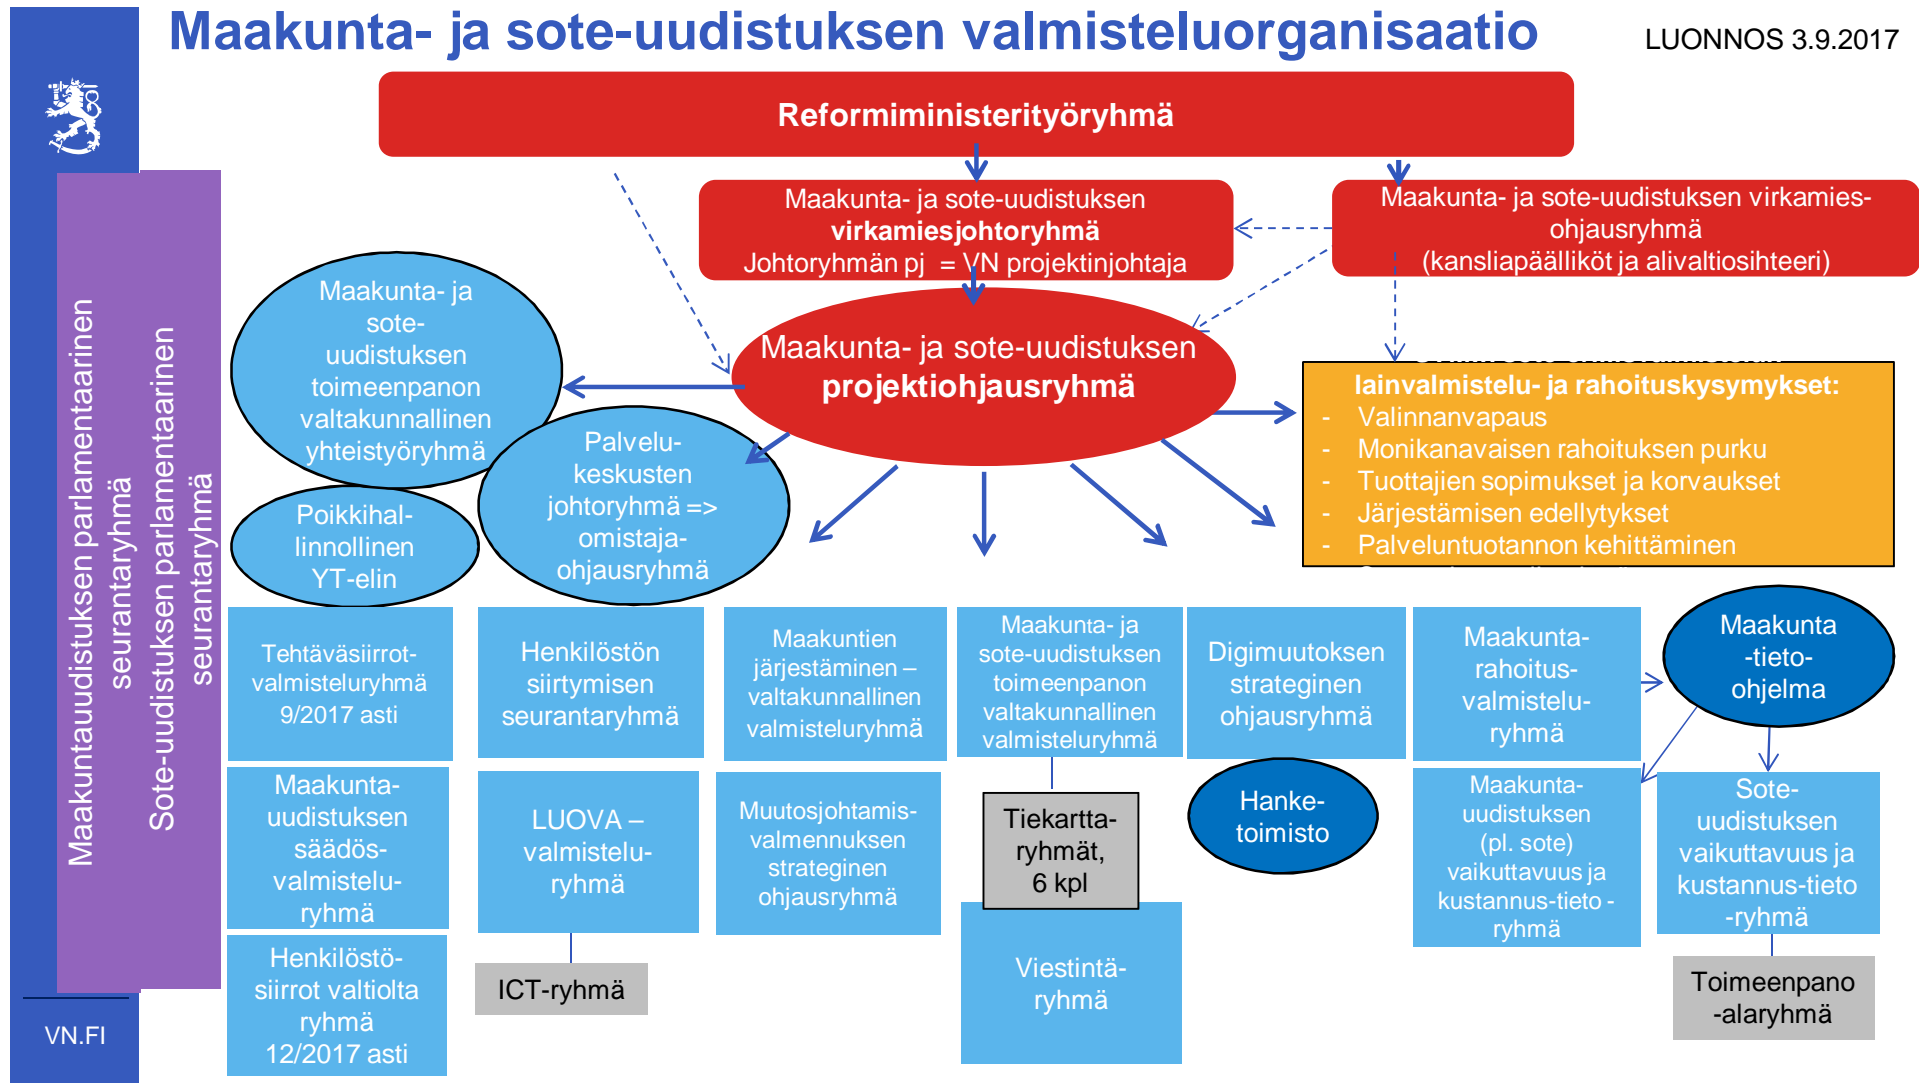 Maakunta- ja sote-uudistuksen valmisteluorganisaatio
LUONNOS 3.9.2017
Reformiministerityöryhmä
Maakunta- ja sote-uudistuksen
virkamiesjohtoryhmä
Johtoryhmän pj = VN projektinjohtaja
Maakunta- ja sote-uudistuksen virkamies-
ohjausryhmä
(kansliapäälliköt ja alivaltiosihteeri)
Maakuntauudistuksen parlamentaarinen
seurantaryhmä
Sote-uudistuksen parlamentaarinen
seurantaryhmä
Maakunta- ja
sote-
uudistuksen
toimeenpanon
valtakunnallinen
yhteistyöryhmä
Maakunta- ja sote-uudistuksen
projektiohjausryhmä
Palvelu-
keskusten
johtoryhmä =>
omistaja-
ohjausryhmä
Poikkihal-
linnollinen
YT-elin
lainvalmistelu- ja rahoituskysymykset:
- Valinnanvapaus
- Monikanavaisen rahoituksen purku
- Tuottajien sopimukset ja korvaukset
- Järjestämisen edellytykset
- Palveluntuotannon kehittäminen
Tehtäväsiirrot-
valmisteluryhmä
9/2017 asti
Henkilöstön
siirtymisen
seurantaryhmä
Maakuntien
järjestäminen –
valtakunnallinen
valmisteluryhmä
Maakunta- ja
sote-uudistuksen
toimeenpanon
valtakunnallinen
valmisteluryhmä
Digimuutoksen
strateginen
ohjausryhmä
Maakunta-
rahoitus-
valmistelu-
ryhmä
Maakunta
-tieto-
ohjelma
Maakunta-
uudistuksen
säädös-
valmistelu-
ryhmä
LUOVA –
valmistelu-
ryhmä
Muutosjohtamis-
valmennuksen
strateginen
ohjausryhmä
Tiekartta-
ryhmät,
6 kpl
Hanke-
toimisto
Maakunta-
uudistuksen
(pl. sote)
vaikuttavuus ja
kustannus-tieto -
ryhmä
Sote-
uudistuksen
vaikuttavuus ja
kustannus-tieto
-ryhmä
Henkilöstö-
siirrot valtiolta
ryhmä
12/2017 asti
ICT-ryhmä
Viestintä-
ryhmä
Toimeenpano
-alaryhmä
VN.FI